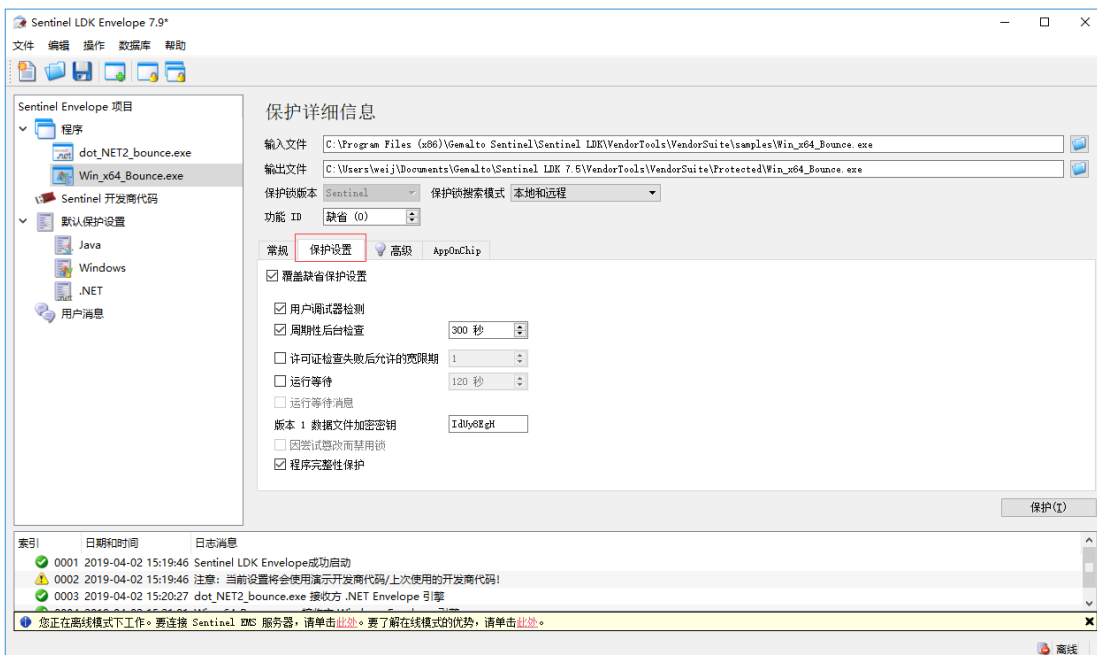 Sentinel LDK Envelope 7.9*
文件 编辑 操作 数据库 帮助
Sentinel Envelope 项目
程序
dot_NET2_bounce.exe
Win_x64_Bounce.exe
Sentinel 开发商代码
默认保护设置
Java
Windows
.NET
用户消息
保护详细信息
输入文件 C:\Program Files (x86)\Gemalto Sentinel\Sentinel LDK\VendorTools\VendorSuite\samples\Win_x64_Bounce.exe
输出文件 C:\Users\weij\Documents\Gemalto\Sentinel LDK 7.5\VendorTools\VendorSuite\Protected\Win_x64_Bounce.exe
保护锁版本 Sentinel 保护锁搜索模式 本地和远程
功能 ID 缺省 (0)
常规 保护设置 高级 AppOnChip
覆盖缺省保护设置
用户调试器检测
周期性后台检查 300 秒
许可证检查失败后允许的宽限期 1
运行等待 120 秒
运行等待消息
版本 1 数据文件加密密钥 IdVy8EgH
因尝试篡改而禁用锁
程序完整性保护
保护(I)
索引 日期和时间 日志消息
0001 2019-04-02 15:19:46 Sentinel LDK Envelope成功启动
0002 2019-04-02 15:19:46 注意：当前设置将会使用演示开发商代码/上次使用的开发商代码!
0003 2019-04-02 15:20:27 dot_NET2_bounce.exe 接收方 .NET Envelope 引擎
您正在离线模式下工作。要连接 Sentinel EMS 服务器，请单击此处。要了解在线模式的优势，请单击此处。
离线